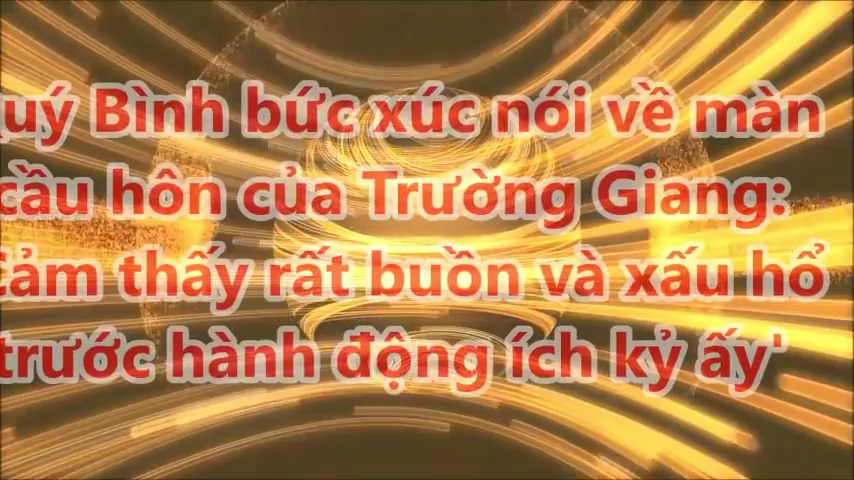 Quý Bình bức xúc nói về màn
cầu hôn của Trường Giang:
Cảm thấy rất buồn và xấu hổ
trước hành động ích kỷ ấy'